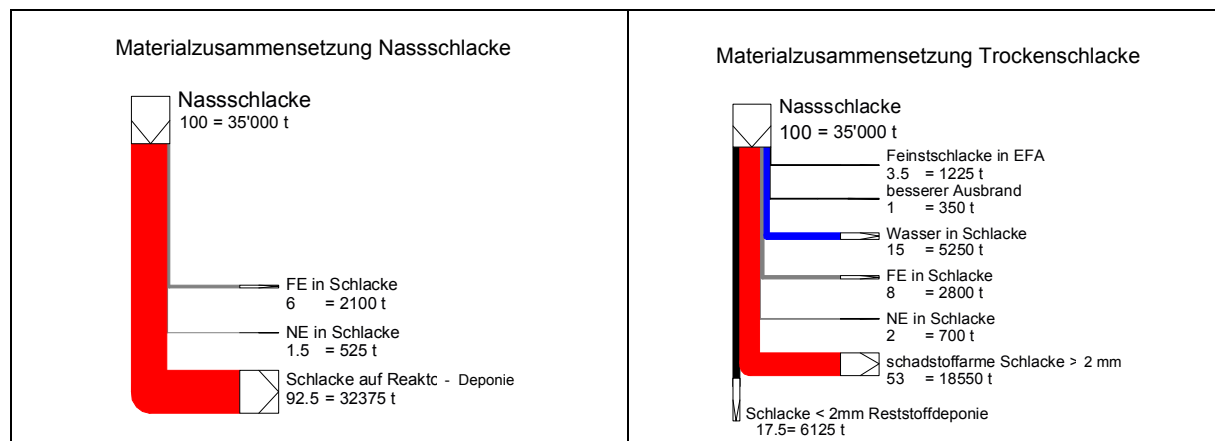 Materialzusammensetzung Nassschlacke
Nassschlacke
100 = 35'000 t
FE in Schlacke
6 = 2100 t
NE in Schlacke
1.5 = 525 t
Schlacke auf Reaktc - Deponie
92.5 = 32375 t
Materialzusammensetzung Trockenschlacke
Nassschlacke
100 = 35'000 t
Feinstschlacke in EFA
3.5 = 1225 t
besserer Ausbrand
1 = 350 t
Wasser in Schlacke
15 = 5250 t
FE in Schlacke
8 = 2800 t
NE in Schlacke
2 = 700 t
schadstoffarme Schlacke > 2 mm
53 = 18550 t
Schlacke < 2mm Reststoffdeponie
17.5= 6125 t